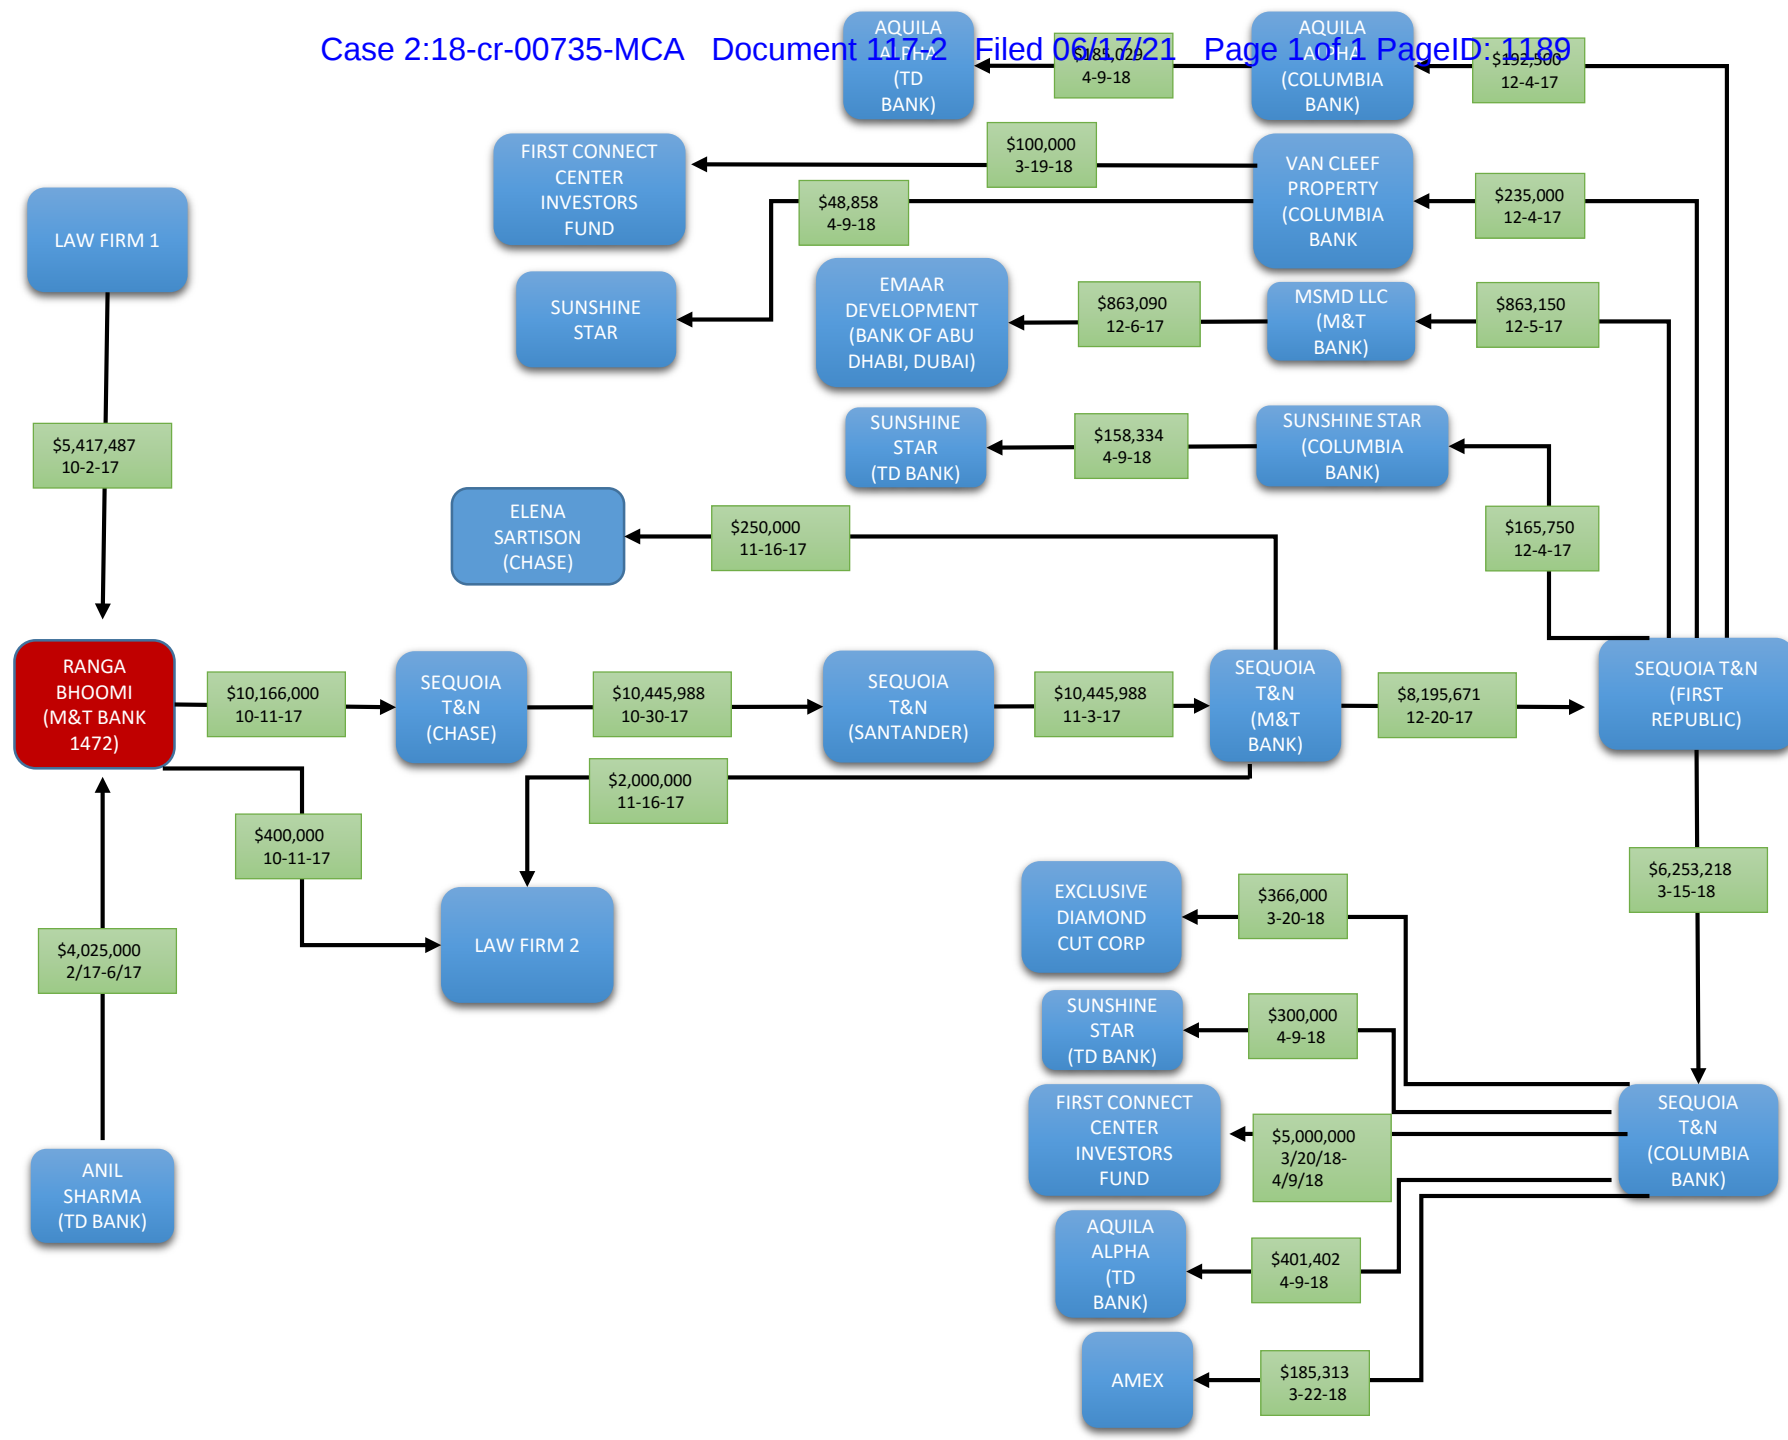 Case 2:18-cr-00735-MCA Document 117-2 Filed 06/17/21 Page 1 of 1 PageID: 1189
AQUILA
ALPHA
(TD
BANK)
$185,029
4-9-18
AQUILA
ALPHA
(COLUMBIA
BANK)
$192,500
12-4-17
FIRST CONNECT
CENTER
INVESTORS
FUND
$100,000
3-19-18
VAN CLEEF
PROPERTY
(COLUMBIA
BANK
$48,858
4-9-18
$235,000
12-4-17
LAW FIRM 1
SUNSHINE
STAR
EMAAR
DEVELOPMENT
(BANK OF ABU
DHABI, DUBAI)
$863,090
12-6-17
MSMD LLC
(M&T
BANK)
$863,150
12-5-17
$5,417,487
10-2-17
SUNSHINE
STAR
(TD BANK)
$158,334
4-9-18
SUNSHINE STAR
(COLUMBIA
BANK)
ELENA
SARTISON
(CHASE)
$250,000
11-16-17
$165,750
12-4-17
RANGA
BHOOMI
(M&T BANK
1472)
$10,166,000
10-11-17
SEQUOIA
T&N
(CHASE)
$10,445,988
10-30-17
SEQUOIA
T&N
(SANTANDER)
$10,445,988
11-3-17
SEQUOIA
T&N
(M&T
BANK)
$8,195,671
12-20-17
SEQUOIA T&N
(FIRST
REPUBLIC)
$2,000,000
11-16-17
$400,000
10-11-17
LAW FIRM 2
EXCLUSIVE
DIAMOND
CUT CORP
$366,000
3-20-18
$6,253,218
3-15-18
$4,025,000
2/17-6/17
SUNSHINE
STAR
(TD BANK)
$300,000
4-9-18
FIRST CONNECT
CENTER
INVESTORS
FUND
$5,000,000
3/20/18-
4/9/18
SEQUOIA
T&N
(COLUMBIA
BANK)
ANIL
SHARMA
(TD BANK)
AQUILA
ALPHA
(TD
BANK)
$401,402
4-9-18
AMEX
$185,313
3-22-18